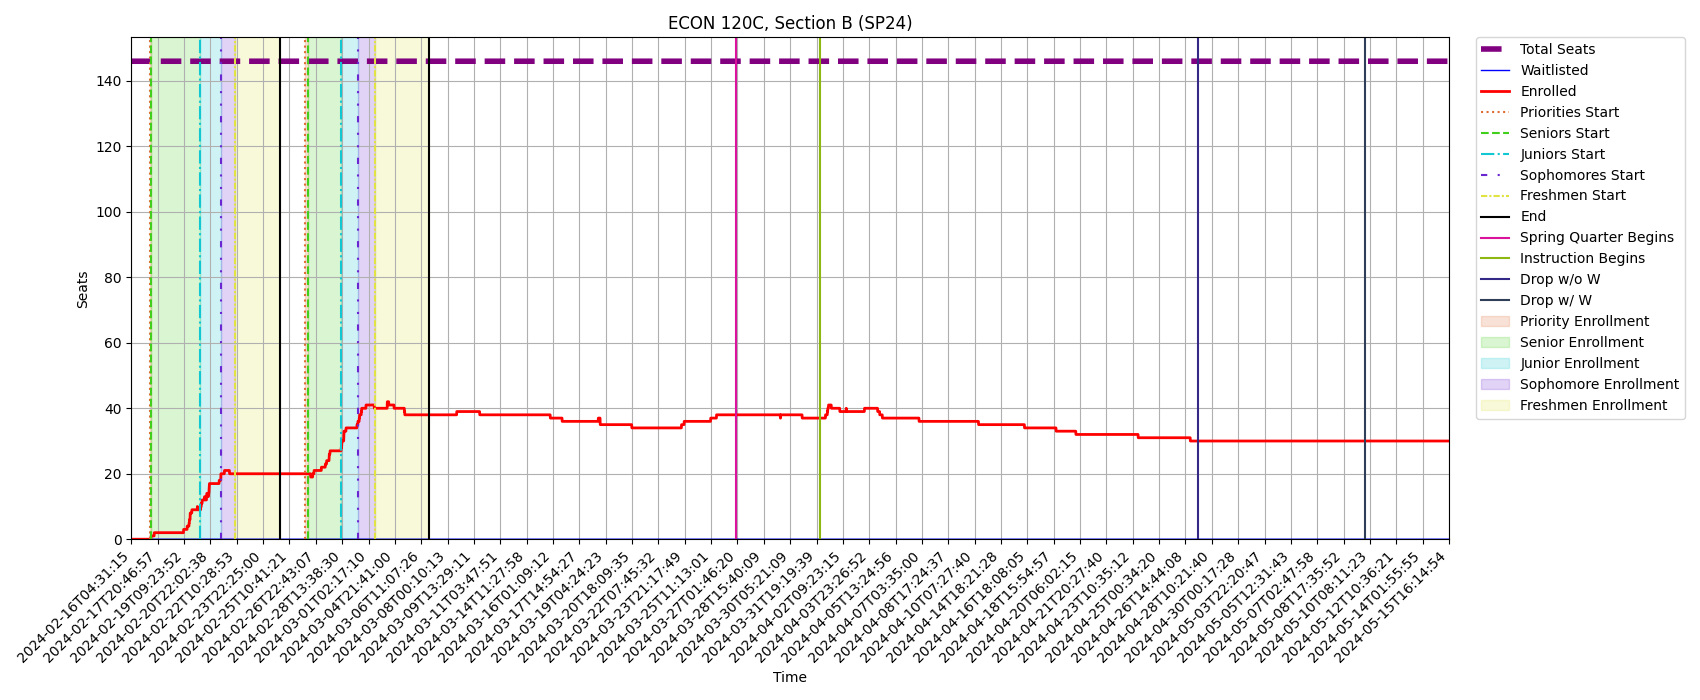 ECON 120C, Section B (SP24)
Total Seats
Waitlisted
Enrolled
Priorities Start
Seniors Start
Juniors Start
Sophomores Start
Freshmen Start
End
Spring Quarter Begins
Instruction Begins
Drop w/o W
Drop w/ W
Priority Enrollment
Senior Enrollment
Junior Enrollment
Sophomore Enrollment
Freshmen Enrollment
Seats
140
120
100
80
60
40
20
0
2024-02-16T04:31:15
2024-02-17T20:46:57
2024-02-19T09:23:52
2024-02-20T22:02:38
2024-02-22T10:28:53
2024-02-23T22:25:00
2024-02-25T10:41:21
2024-02-26T22:43:07
2024-02-28T13:38:30
2024-03-01T02:17:10
2024-03-04T21:41:00
2024-03-06T11:07:26
2024-03-08T00:10:13
2024-03-09T13:29:11
2024-03-11T03:47:51
2024-03-14T11:27:58
2024-03-16T01:09:12
2024-03-17T14:54:27
2024-03-19T04:24:23
2024-03-20T18:09:35
2024-03-22T07:45:32
2024-03-23T21:17:49
2024-03-25T11:13:01
2024-03-27T01:46:20
2024-03-28T15:40:09
2024-03-30T05:21:09
2024-03-31T19:19:39
2024-04-02T09:23:15
2024-04-03T23:26:52
2024-04-05T13:24:56
2024-04-07T03:35:00
2024-04-08T17:24:37
2024-04-10T07:27:40
2024-04-14T18:21:28
2024-04-16T18:08:05
2024-04-18T15:54:57
2024-04-20T06:02:15
2024-04-21T20:27:40
2024-04-23T10:35:12
2024-04-25T00:34:20
2024-04-26T14:44:08
2024-04-28T10:21:40
2024-04-30T00:17:28
2024-05-03T22:20:47
2024-05-05T12:31:43
2024-05-07T02:47:58
2024-05-08T17:35:52
2024-05-10T08:11:23
2024-05-12T10:36:21
2024-05-14T01:55:55
2024-05-15T16:14:54
Time